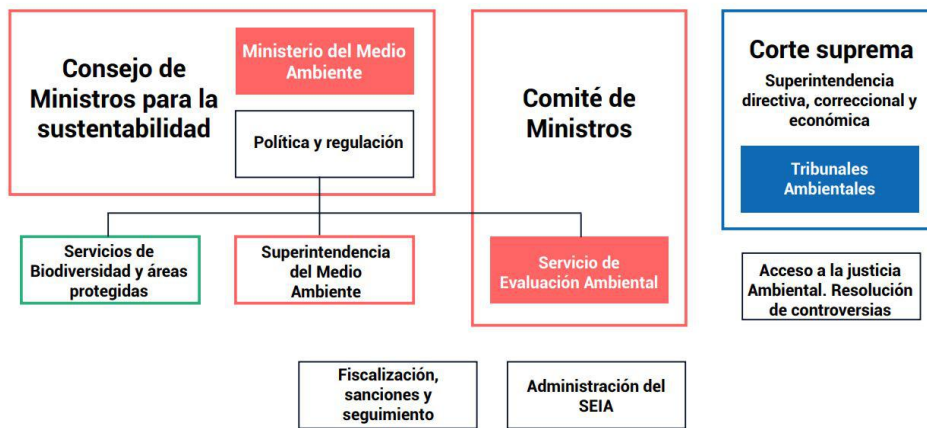 Consejo de
Ministros para la
sustentabilidad
Ministerio del Medio
Ambiente
Política y regulación
Comité de
Ministros
Corte suprema
Superintendencia
directiva, correccional y
económica
Tribunales
Ambientales
Servicios de
Biodiversidad y áreas
protegidas
Superintendencia
del Medio
Ambiente
Servicio de
Evaluación Ambiental
Acceso a la justicia
Ambiental. Resolución
de controversias
Fiscalización,
sanciones y
seguimiento
Administración del
SEIA